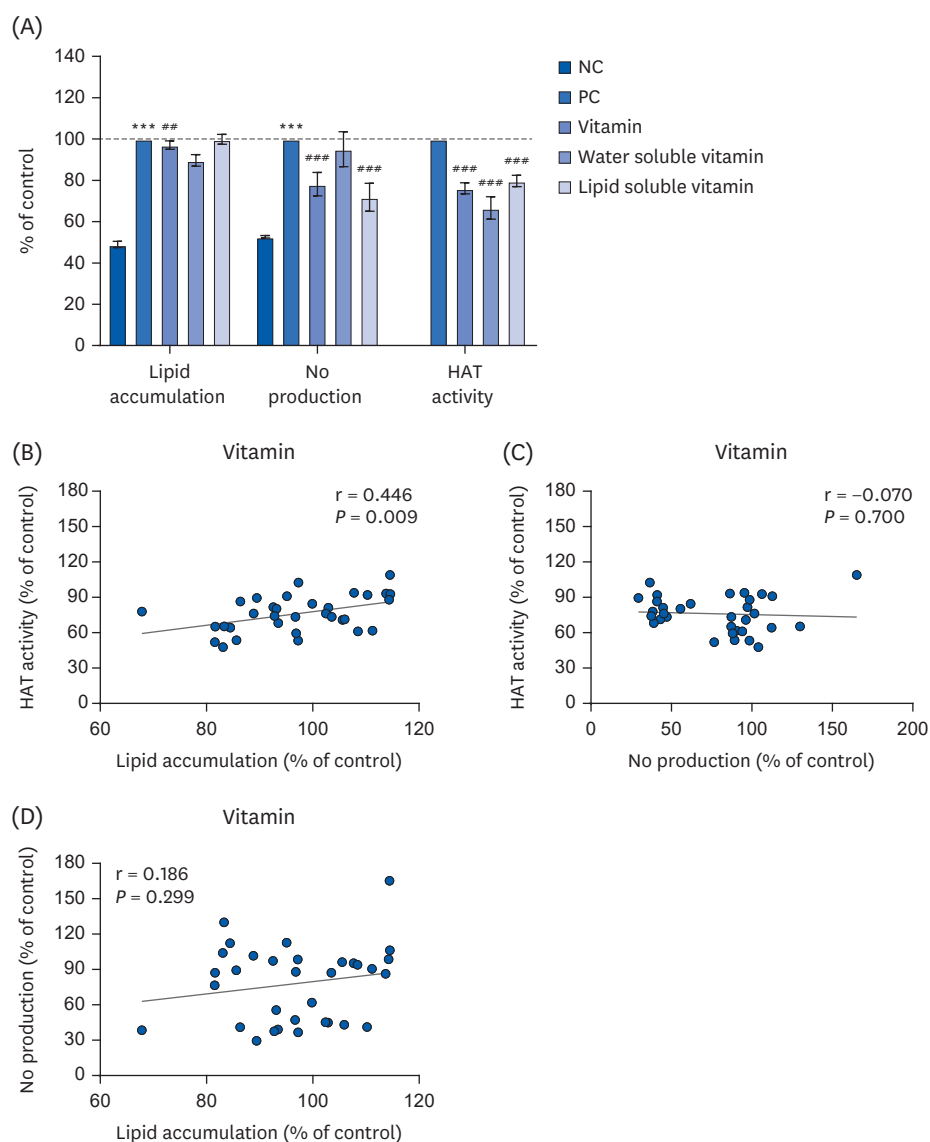 (A)
140
120
100
80
60
40
20
0
% of control
*** ##
***
###
###
###
###
###
Lipid
accumulation
No
production
HAT
activity
NC
PC
Vitamin
Water soluble vitamin
Lipid soluble vitamin
(B)
Vitamin
r = 0.446
P = 0.009
180
150
120
90
60
30
0
HAT activity (% of control)
60 80 100 120
Lipid accumulation (% of control)
(C)
Vitamin
r = −0.070
P = 0.700
180
150
120
90
60
30
0
HAT activity (% of control)
0 50 100 150 200
No production (% of control)
(D)
Vitamin
r = 0.186
P = 0.299
180
150
120
90
60
30
0
No production (% of control)
60 80 100 120
Lipid accumulation (% of control)